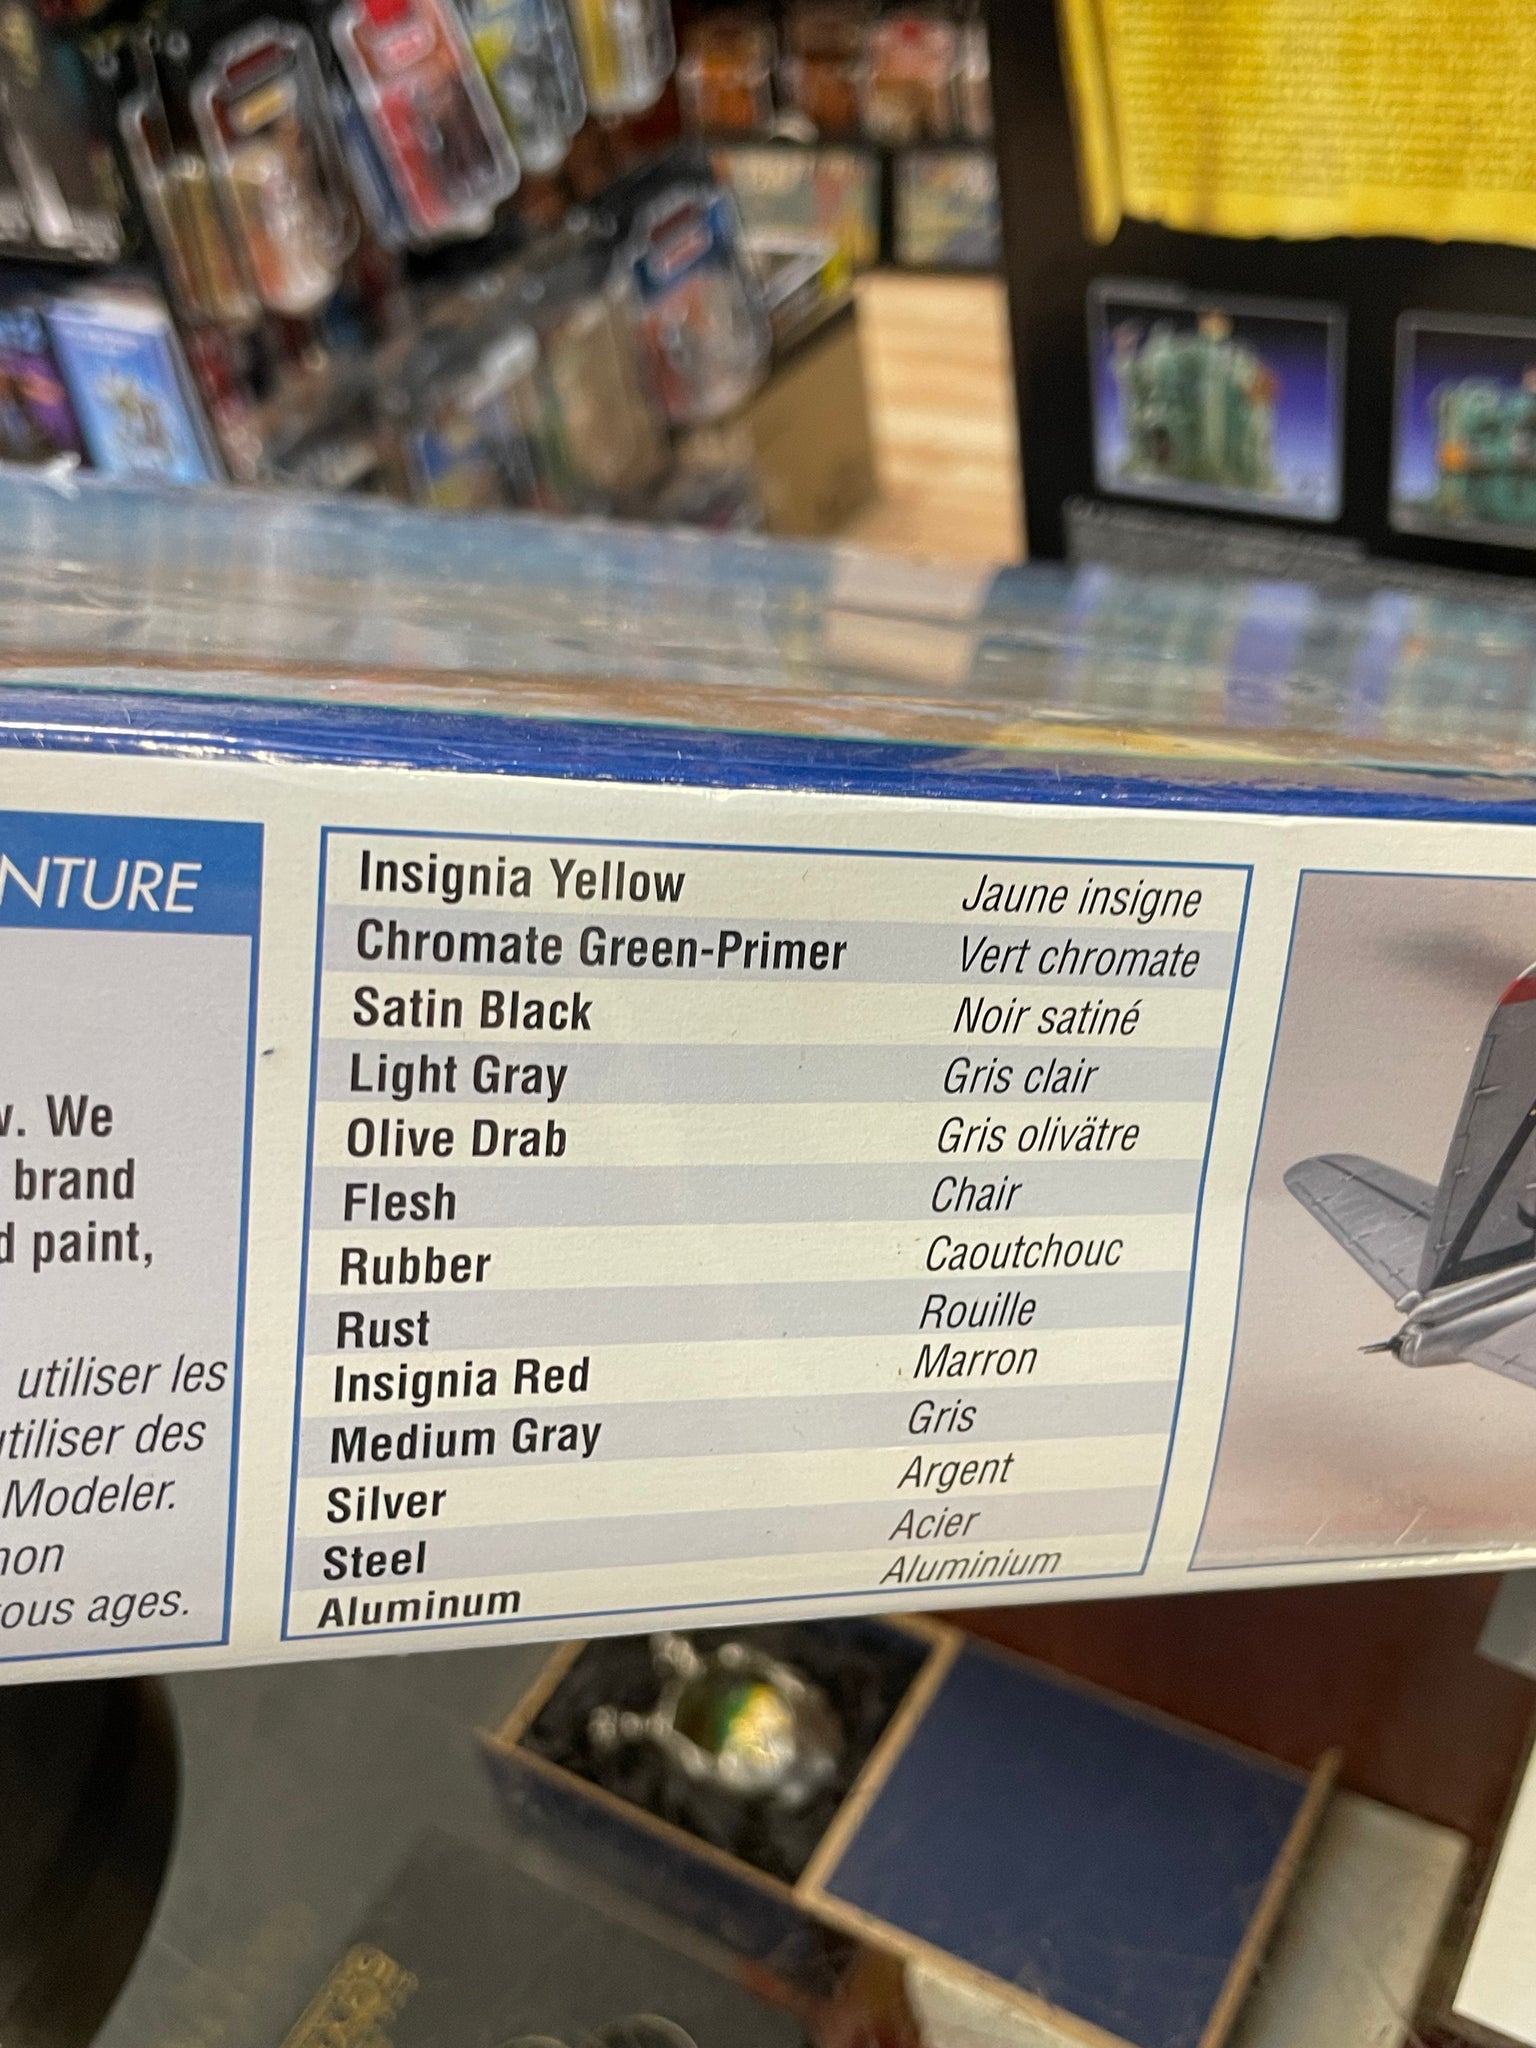 NTURE
. We
brand
paint,
utiliser les
utiliser des
Modeler.
non
ous ages.
Insignia Yellow Jaune insigne
Chromate Green-Primer Vert chromate
Satin Black Noir satiné
Light Gray Gris clair
Olive Drab Gris olivätre
Flesh Chair
Rubber Caoutchouc
Rust Rouille
Insignia Red Marron
Medium Gray Gris
Silver Argent
Steel Acier
Aluminum Aluminium